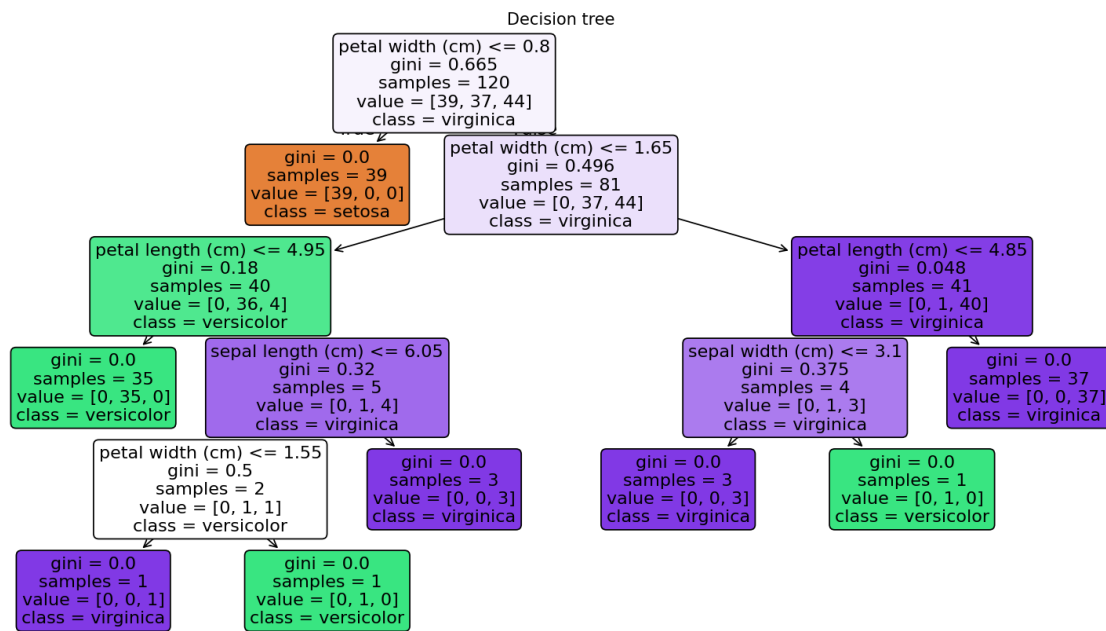 Decision tree
petal width (cm) <= 0.8
gini = 0.665
samples = 120
value = [39, 37, 44]
class = virginica
gini = 0.0
samples = 39
value = [39, 0, 0]
class = setosa
petal width (cm) <= 1.65
gini = 0.496
samples = 81
value = [0, 37, 44]
class = virginica
petal length (cm) <= 4.95
gini = 0.18
samples = 40
value = [0, 36, 4]
class = versicolor
petal length (cm) <= 4.85
gini = 0.048
samples = 41
value = [0, 1, 40]
class = virginica
gini = 0.0
samples = 35
value = [0, 35, 0]
class = versicolor
sepal length (cm) <= 6.05
gini = 0.32
samples = 5
value = [0, 1, 4]
class = virginica
sepal width (cm) <= 3.1
gini = 0.375
samples = 4
value = [0, 1, 3]
class = virginica
gini = 0.0
samples = 37
value = [0, 0, 37]
class = virginica
petal width (cm) <= 1.55
gini = 0.5
samples = 2
value = [0, 1, 1]
class = versicolor
gini = 0.0
samples = 3
value = [0, 0, 3]
class = virginica
gini = 0.0
samples = 3
value = [0, 0, 3]
class = virginica
gini = 0.0
samples = 1
value = [0, 1, 0]
class = versicolor
gini = 0.0
samples = 1
value = [0, 0, 1]
class = virginica
gini = 0.0
samples = 1
value = [0, 1, 0]
class = versicolor